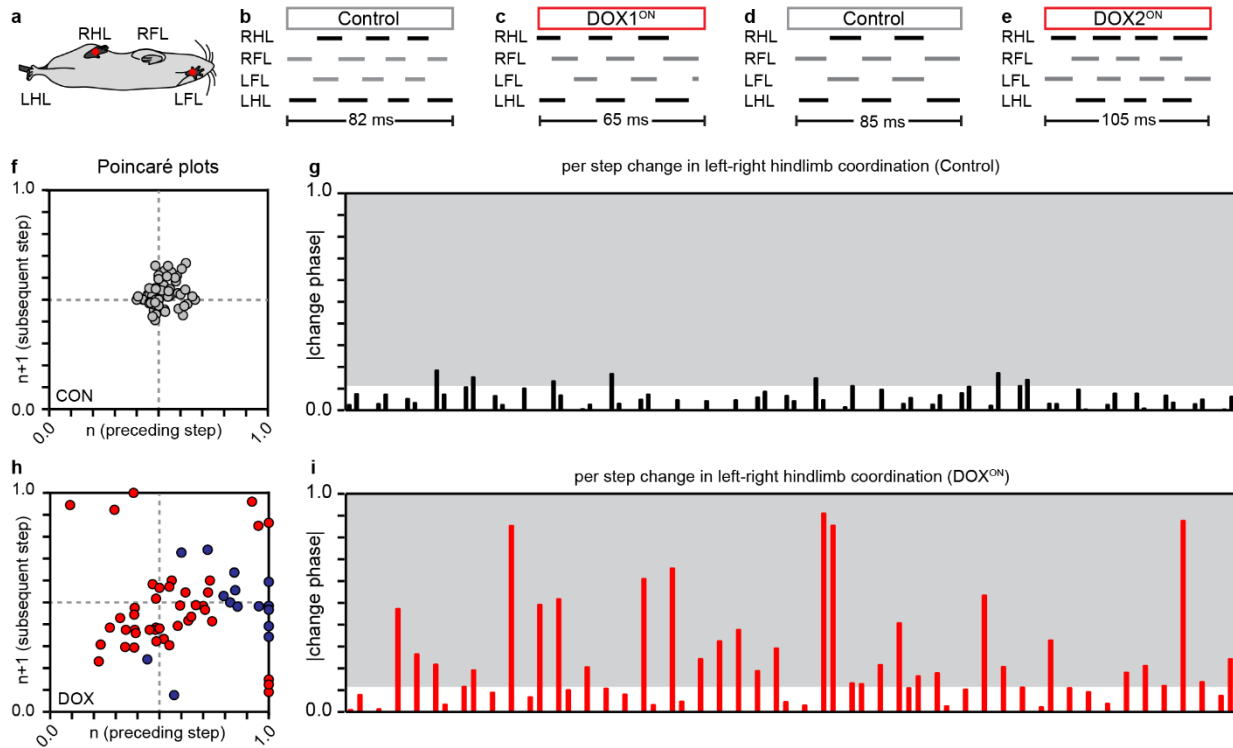 a
RHL RFL
LHL LFL
b
Control
RHL
RFL
LFL
LHL
82 ms
c
DOX1ON
RHL
RFL
LFL
LHL
65 ms
d
Control
RHL
RFL
LFL
LHL
85 ms
e
DOX2ON
RHL
RFL
LFL
LHL
105 ms
f
Poincaré plots
1.0
n+1 (subsequent step)
CON
0.0
0.0
n (preceding step)
1.0
g
per step change in left-right hindlimb coordination (Control)
1.0
|change phase|
0.0
h
1.0
n+1 (subsequent step)
DOX
0.0
0.0
n (preceding step)
1.0
i
per step change in left-right hindlimb coordination (DOXON)
1.0
|change phase|
0.0